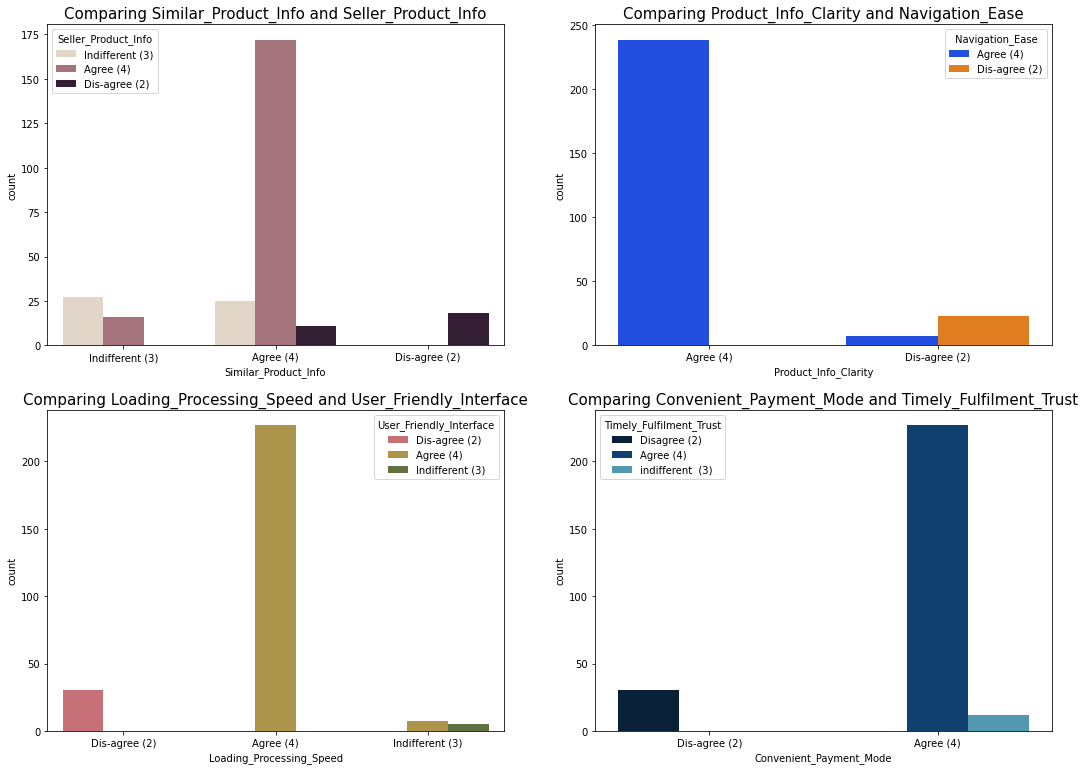 Comparing Similar_Product_Info and Seller_Product_Info
175
150
125
100
75
50
25
0
count
Seller_Product_Info
Indifferent (3)
Agree (4)
Dis-agree (2)
Indifferent (3)
Agree (4)
Dis-agree (2)
Similar_Product_Info
Comparing Product_Info_Clarity and Navigation_Ease
250
200
150
100
50
0
count
Navigation_Ease
Agree (4)
Dis-agree (2)
Agree (4)
Dis-agree (2)
Product_Info_Clarity
Comparing Loading_Processing_Speed and User_Friendly_Interface
200
150
100
50
0
count
User_Friendly_Interface
Dis-agree (2)
Agree (4)
Indifferent (3)
Dis-agree (2)
Agree (4)
Indifferent (3)
Loading_Processing_Speed
Comparing Convenient_Payment_Mode and Timely_Fulfilment_Trust
200
150
100
50
0
count
Timely_Fulfilment_Trust
Disagree (2)
Agree (4)
indifferent  (3)
Dis-agree (2)
Agree (4)
Convenient_Payment_Mode